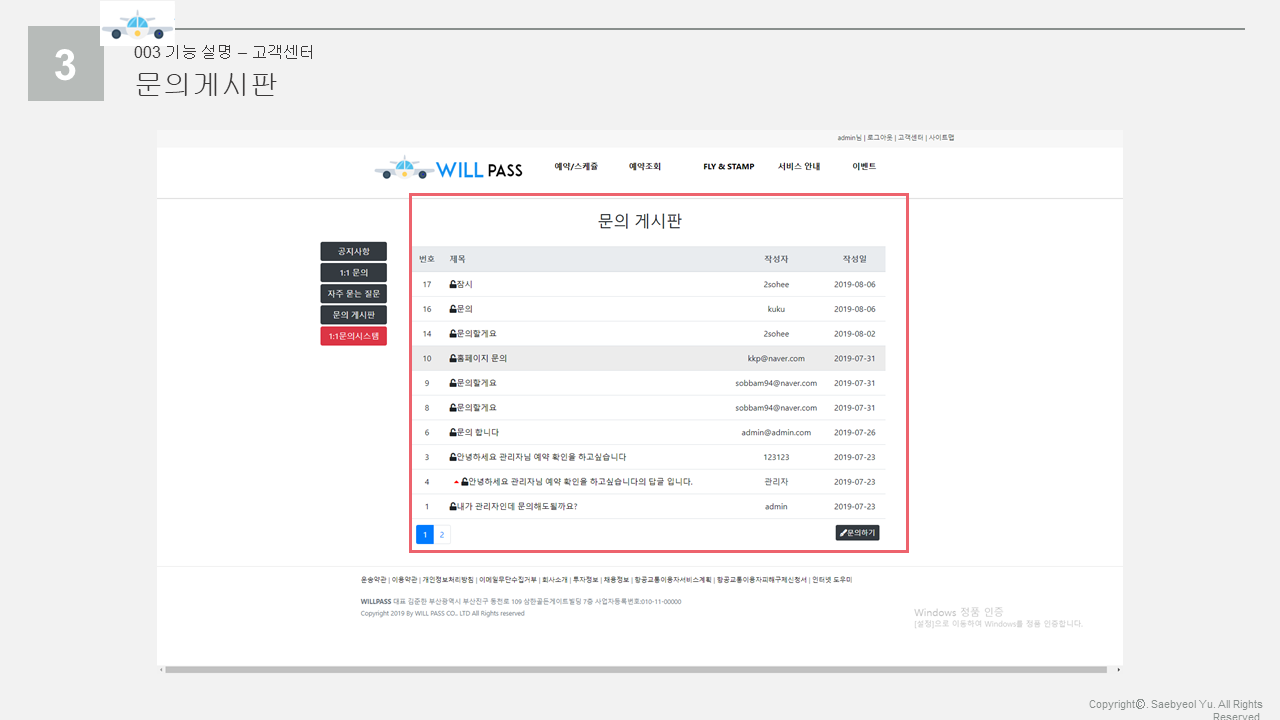 3
003 기능 설명 – 고객센터
문의게시판
admin님 | 로그아웃 | 고객센터 | 사이트맵
WILL PASS
예약/스케쥴 예약조회 FLY & STAMP 서비스 안내 이벤트
문의 게시판
공지사항
1:1 문의
자주 묻는 질문
문의 게시판
1:1문의시스템
번호 제목 작성자 작성일
17 잠시 2sohee 2019-08-06
16 문의 kuku 2019-08-06
14 문의할게요 2sohee 2019-08-02
10 홈페이지 문의 kkp@naver.com 2019-07-31
9 문의할게요 sobbam94@naver.com 2019-07-31
8 문의할게요 sobbam94@naver.com 2019-07-31
6 문의 합니다 admin@admin.com 2019-07-26
3 안녕하세요 관리자님 예약 확인을 하고싶습니다 123123 2019-07-23
4 안녕하세요 관리자님 예약 확인을 하고싶습니다의 답글 입니다. 관리자 2019-07-23
1 내가 관리자인데 문의해도될까요? admin 2019-07-23
1 2 문의하기
운송약관 | 이용약관 | 개인정보처리방침 | 이메일무단수집거부 | 회사소개 | 투자정보 | 채용정보 | 항공교통이용자서비스계획 | 항공교통이용자피해구제신청서 | 인터넷 도우미
WILLPASS 대표 김준한 부산광역시 부산진구 동천로 109 삼한골든게이트빌딩 7층 사업자등록번호:010-11-00000
Copyright 2019 By WILL PASS CO., LTD All Rights reserved
Windows 정품 인증
[설정]으로 이동하여 Windows를 정품 인증합니다.
Copyright©. Saebyeol Yu. All Rights
Reserved.